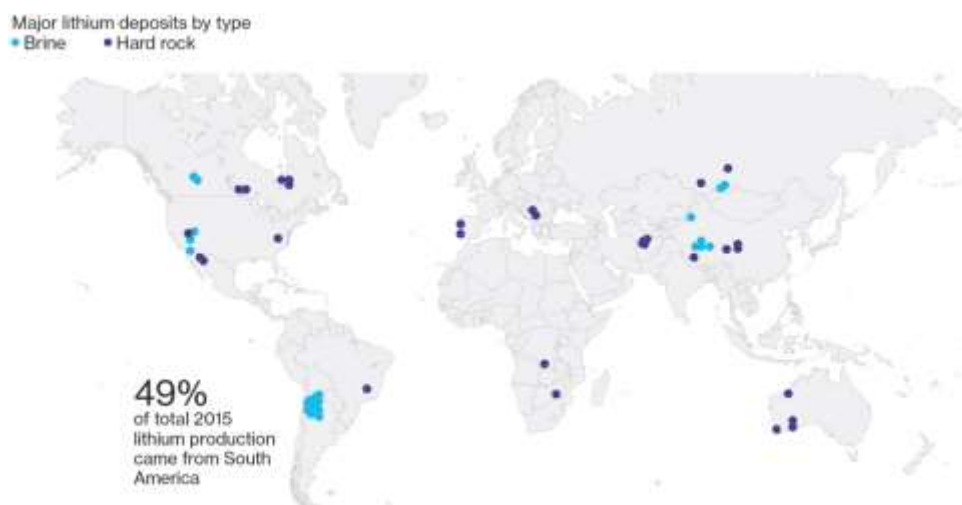 Major lithium deposits by type
Brine Hard rock
49%
of total 2015
lithium production
came from South
America